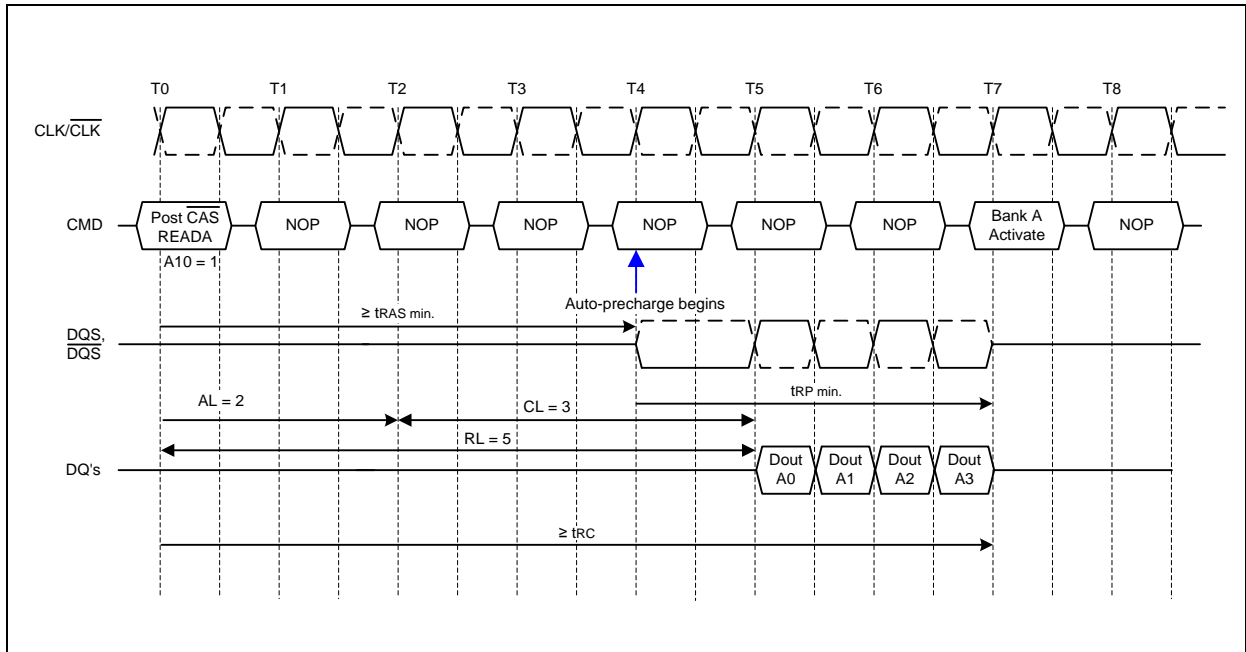 T0 T1 T2 T3 T4 T5 T6 T7 T8
CLK/CLK
CMD
Post CAS
READA
NOP NOP NOP NOP NOP NOP
Bank A
Activate
NOP
A10 = 1
Auto-precharge begins
≥ tRAS min.
DQS,
DQS
tRP min.
AL = 2
CL = 3
RL = 5
DQ's
Dout
A0
Dout
A1
Dout
A2
Dout
A3
≥ tRC